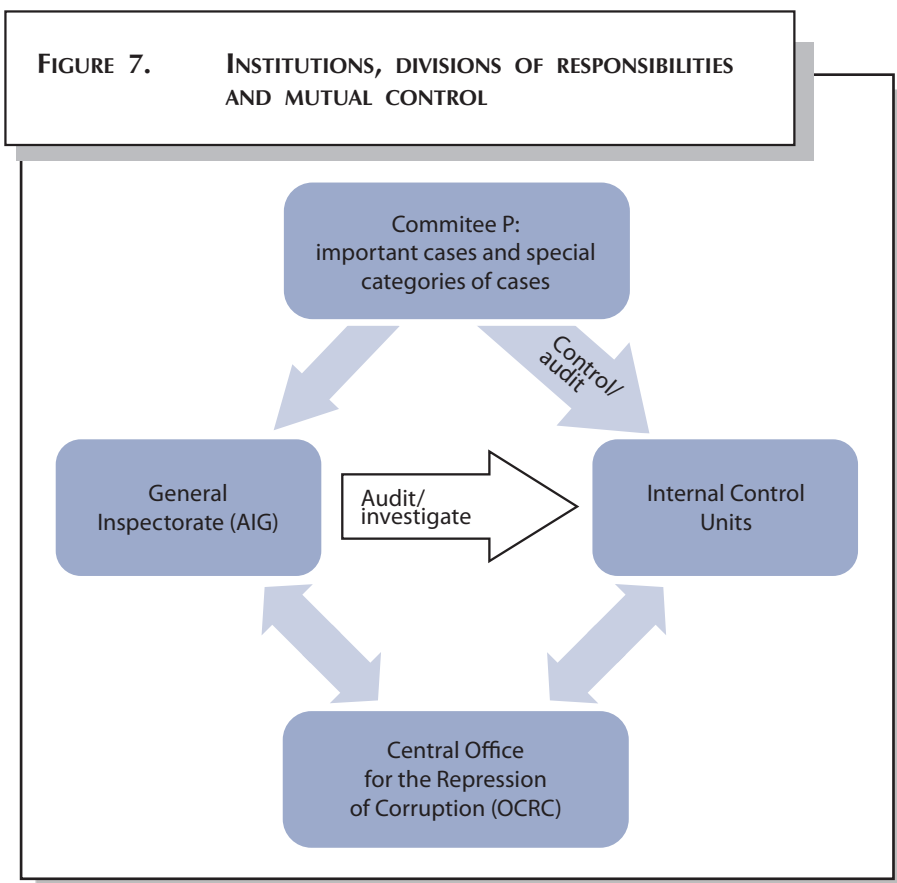 FIGURE 7. INSTITUTIONS, DIVISIONS OF RESPONSIBILITIES
AND MUTUAL CONTROL
Commitee P:
important cases and special
categories of cases
Control/
audit
General
Inspectorate (AIG)
Audit/
investigate
Internal Control
Units
Central Office
for the Repression
of Corruption (OCRC)